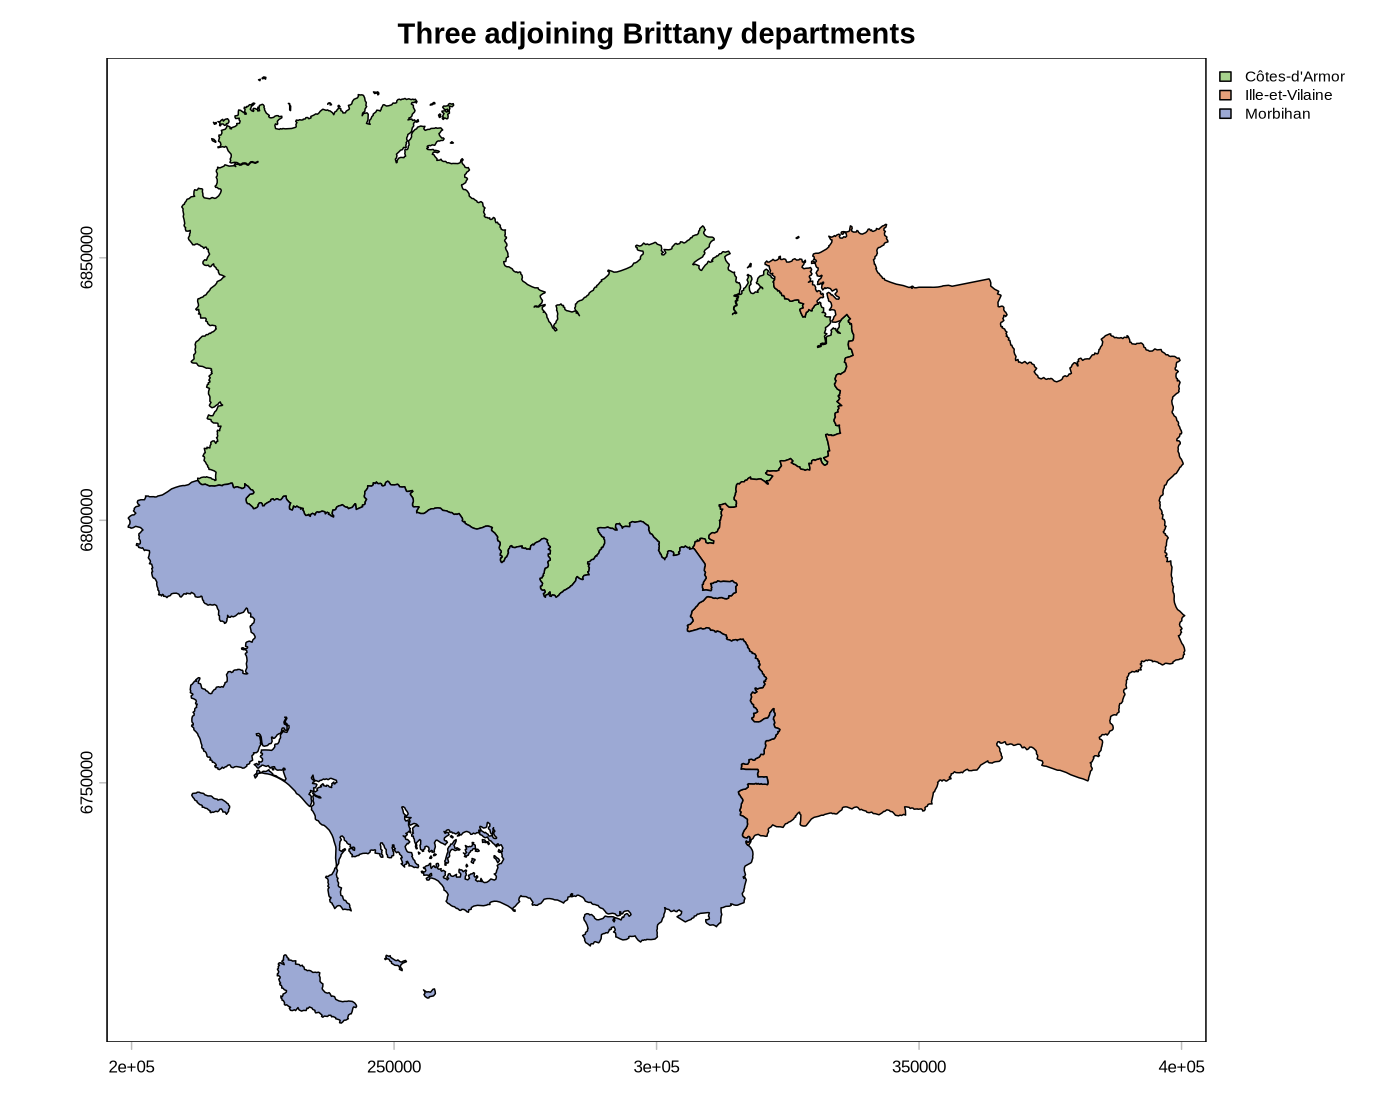 Three adjoining Brittany departments
Côtes-d'Armor
Ille-et-Vilaine
Morbihan
6850000
6800000
6750000
2e+05
250000
3e+05
350000
4e+05